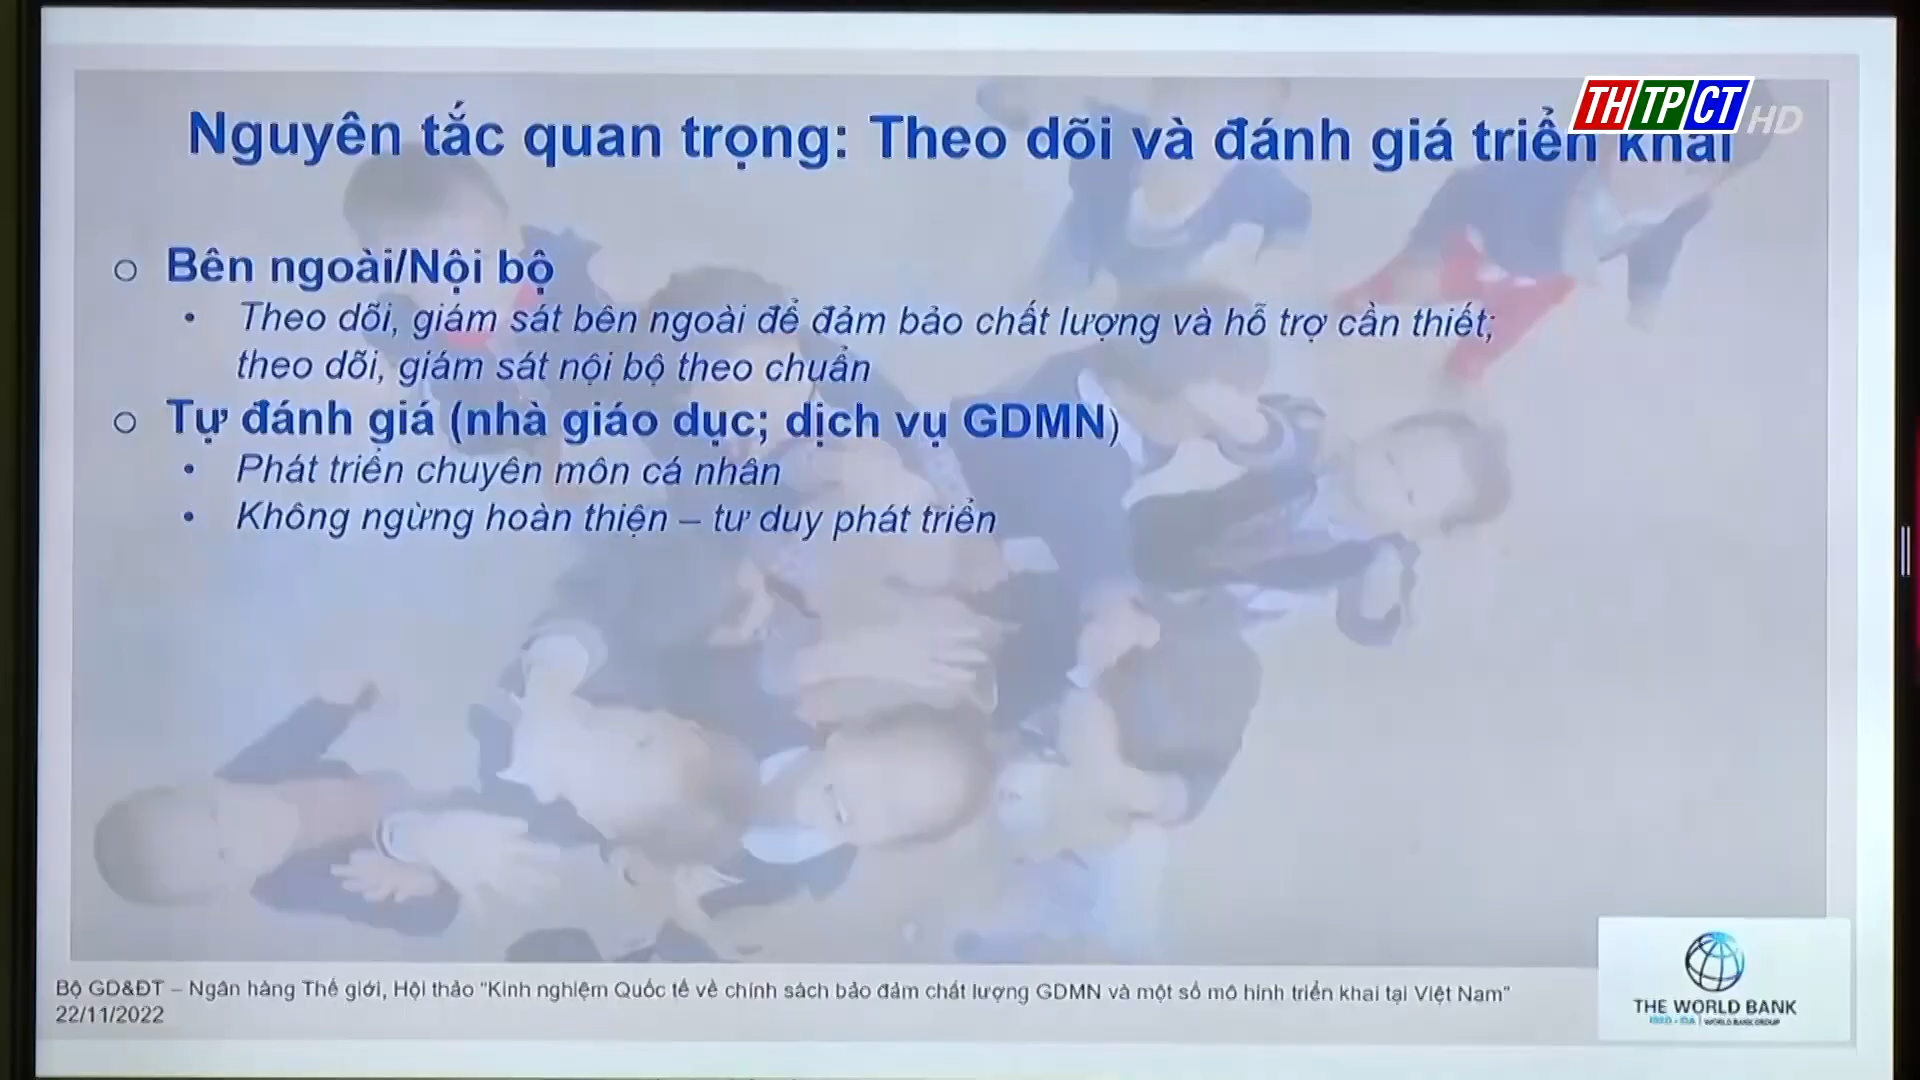 THTPCT HD
Nguyên tắc quan trọng: Theo dõi và đánh giá triển khai
Bên ngoài/Nội bộ
Theo dõi, giám sát bên ngoài để đảm bảo chất lượng và hỗ trợ cần thiết;
theo dõi, giám sát nội bộ theo chuẩn
Tự đánh giá (nhà giáo dục; dịch vụ GDMN)
Phát triển chuyên môn cá nhân
Không ngừng hoàn thiện – tư duy phát triển
Bộ GD&ĐT – Ngân hàng Thế giới, Hội thảo "Kinh nghiệm Quốc tế về chính sách bảo đảm chất lượng GDMN và một số mô hình triển khai tại Việt Nam"
22/11/2022
THE WORLD BANK
IBRD • IDA | WORLD BANK GROUP